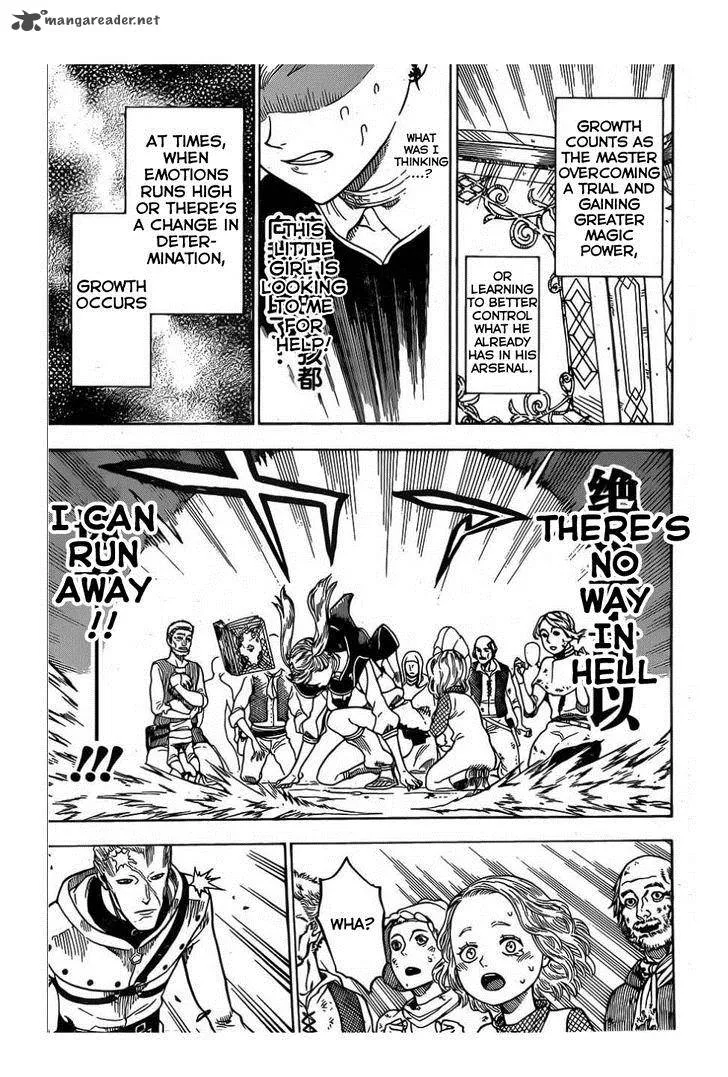 mangareader.net
GROWTH
COUNTS AS
THE MASTER
OVERCOMING
A TRIAL AND
GAINING
GREATER
MAGIC
POWER,
OR
LEARNING
TO BETTER
CONTROL
WHAT HE
ALREADY
HAS IN HIS
ARSENAL.
WHAT
WAS I
THINKING
....?
THIS
LITTLE
GIRL IS
LOOKING
TO ME
FOR
HELP!
都
AT TIMES,
WHEN
EMOTIONS
RUNS HIGH
OR THERE'S
A CHANGE IN
DETER-
MINATION,
GROWTH
OCCURS
絶
THERE'S
NO
WAY
IN
HELL
以
I CAN
RUN
AWAY
!!
!!!
WHA?